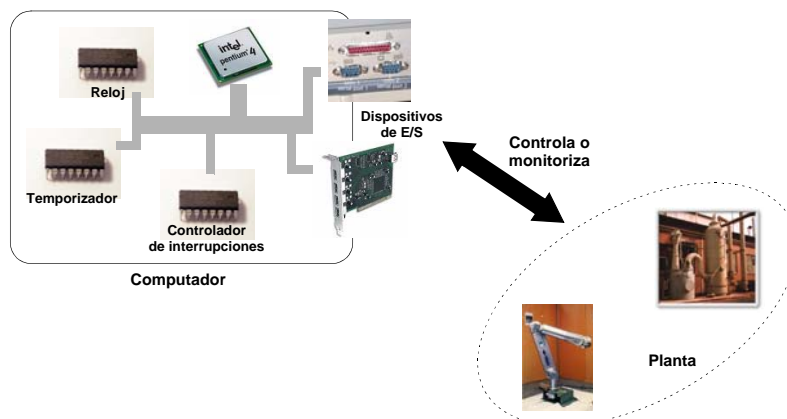 intel
pentium 4
Reloj
Dispositivos
de E/S
Temporizador
Controlador
de interrupciones
Computador
Controla o
monitoriza
Planta